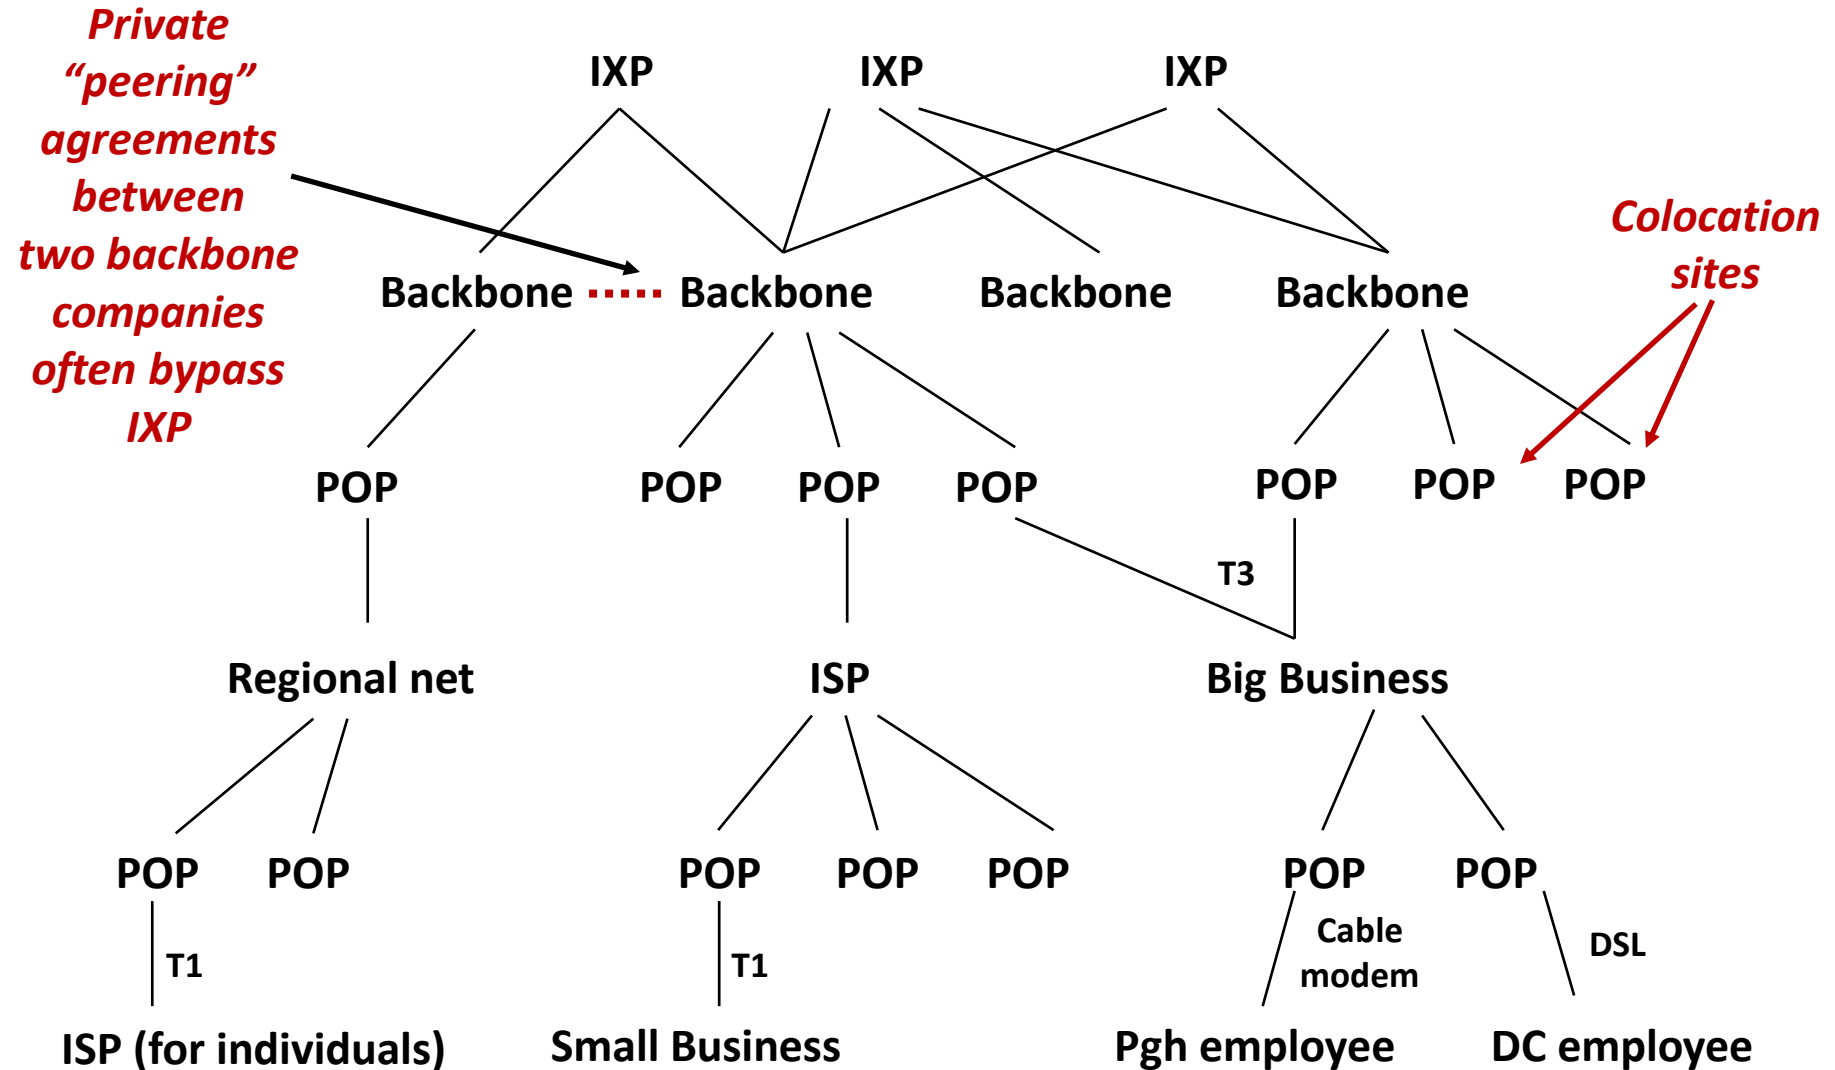 Private
“peering”
agreements
between
two backbone
companies
often bypass
IXP
IXP IXP IXP
Colocation
sites
Backbone Backbone Backbone Backbone
POP POP POP POP POP POP POP
T3
Regional net ISP Big Business
POP POP POP POP POP POP POP
T1 T1 Cable
modem DSL
ISP (for individuals) Small Business Pgh employee DC employee